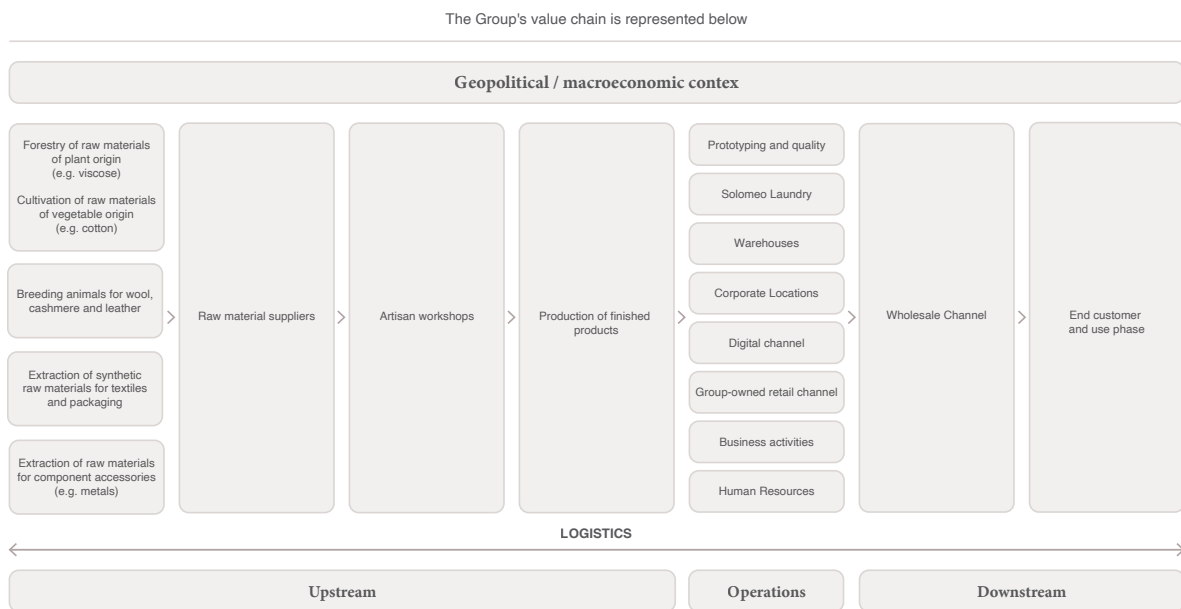 The Group's value chain is represented below
Geopolitical / macroeconomic contex
Forestry of raw materials
of plant origin
(e.g. viscose)
Cultivation of raw materials
of vegetable origin
(e.g. cotton)
Breeding animals for wool,
cashmere and leather
Extraction of synthetic
raw materials for textiles
and packaging
Extraction of raw materials
for component accessories
(e.g. metals)
Raw material suppliers
Artisan workshops
Production of finished
products
Prototyping and quality
Solomeo Laundry
Warehouses
Corporate Locations
Digital channel
Group-owned retail channel
Business activities
Human Resources
Wholesale Channel
End customer
and use phase
LOGISTICS
Upstream
Operations
Downstream